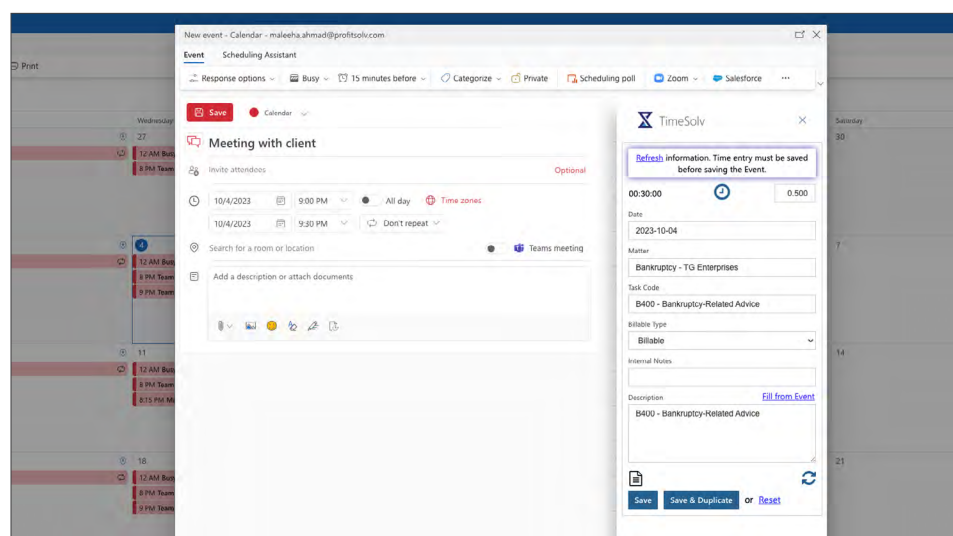 New event - Calendar - maleeha.ahmad@profitsolv.com
Event Scheduling Assistant
Print
Response options Busy 15 minutes before Categorize Private Scheduling poll Zoom Salesforce ...
Save Calendar
Meeting with client
Invite attendees Optional
10/4/2023 9:00 PM All day Time zones
10/4/2023 9:30 PM Don't repeat
Search for a room or location Teams meeting
Add a description or attach documents
TimeSolv
Refresh information. Time entry must be saved
before saving the Event.
00:30:00 0.500
Date
2023-10-04
Matter
Bankruptcy - TG Enterprises
Task Code
B400 - Bankruptcy-Related Advice
Billable Type
Billable
Internal Notes
Description Fill from Event
B400 - Bankruptcy-Related Advice
Save Save & Duplicate or Reset
Wednesday Saturday
27 30
12 AM Busy
8 PM Team
4 7
12 AM Busy
8 PM Team
9 PM Team
11 14
12 AM Busy
8 PM Team
8:15 PM
18 21
12 AM Busy
8 PM Team
9 PM Team